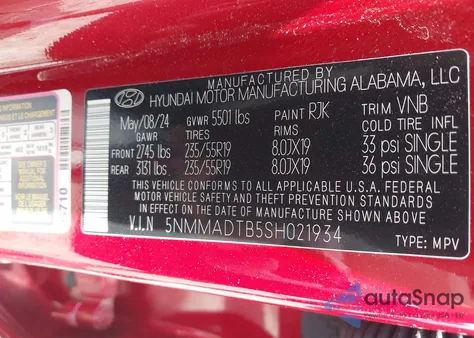 MANUFACTURED BY
HYUNDAI MOTOR MANUFACTURING ALABAMA, LLC
May/08/24 GVWR 5501 lbs PAINT RJK TRIM VNB
GAWR TIRES RIMS COLD TIRE INFL
FRONT 2745 lbs 235/55R19 8.0JX19 33 psi SINGLE
REAR 3131 lbs 235/55R19 8.0JX19 36 psi SINGLE
THIS VEHICLE CONFORMS TO ALL APPLICABLE U.S.A. FEDERAL
MOTOR VEHICLE SAFETY AND THEFT PREVENTION STANDARDS
IN EFFECT ON THE DATE OF MANUFACTURE SHOWN ABOVE.
V.I.N 5NMMADTB5SH021934
TYPE: MPV
INFORMATION
autoSnap